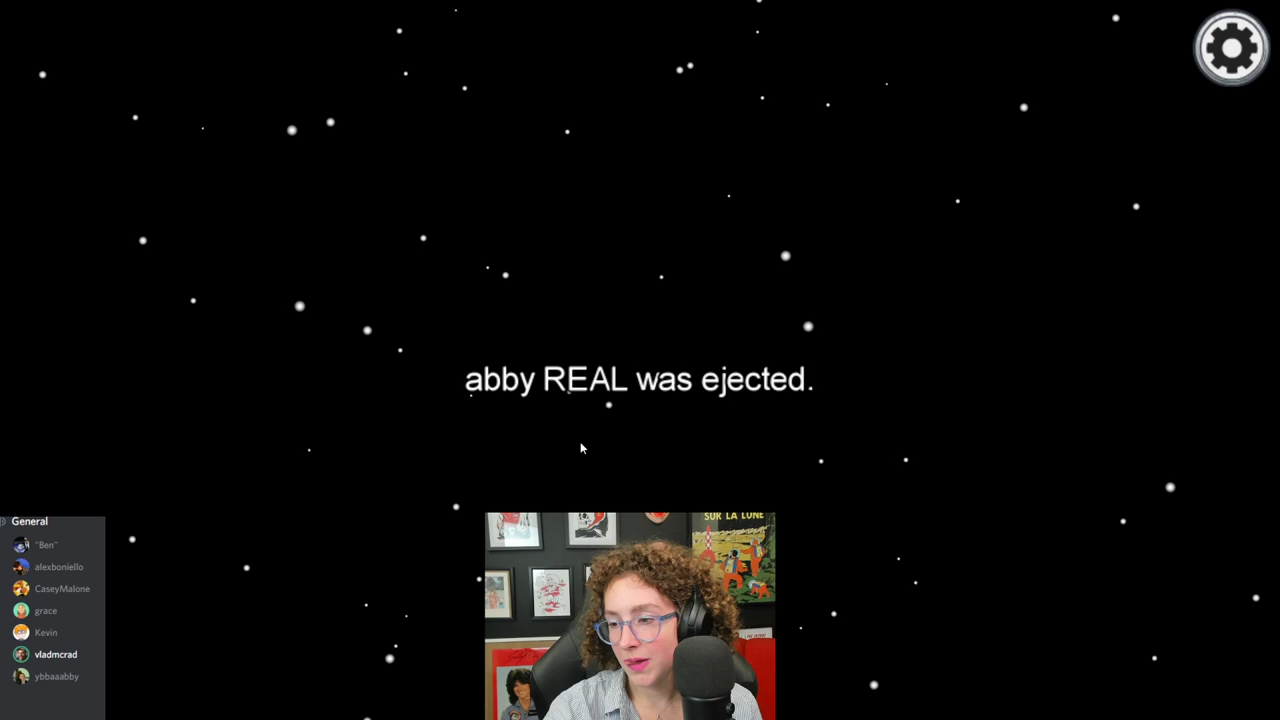 abby REAL was ejected.
General
"Ben"
alexboniello
CaseyMalone
grace
Kevin
vladmcrad
ybbaaabby
SUR LA LUNE